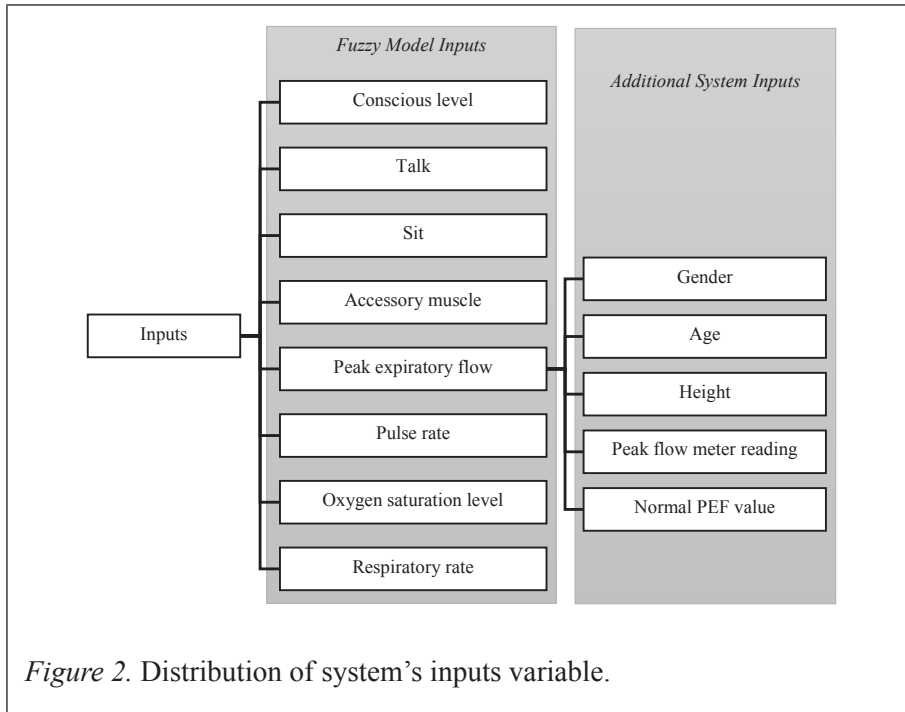 Fuzzy Model Inputs
Additional System Inputs
Conscious level
Talk
Sit
Accessory muscle
Inputs
Peak expiratory flow
Pulse rate
Oxygen saturation level
Respiratory rate
Gender
Age
Height
Peak flow meter reading
Normal PEF value
Figure 2. Distribution of system’s inputs variable.